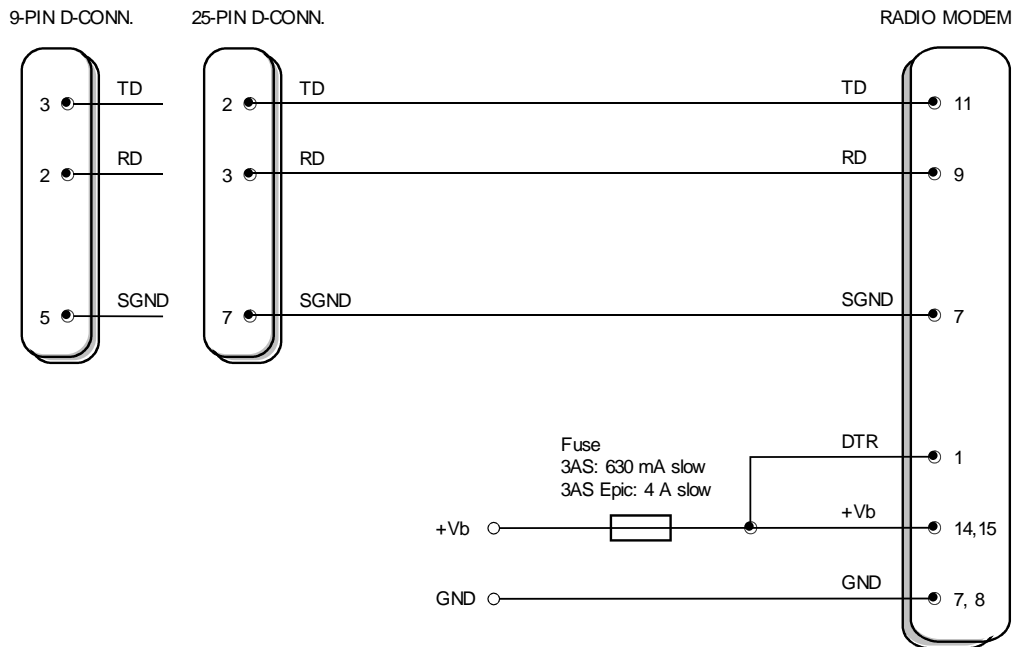 9-PIN D-CONN.
25-PIN D-CONN.
RADIO MODEM
3 TD
2 TD
TD 11
2 RD
3 RD
RD 9
5 SGND
7 SGND
SGND 7
Fuse
3AS: 630 mA slow
3AS Epic: 4 A slow
DTR 1
+Vb
+Vb 14,15
GND
GND 7, 8